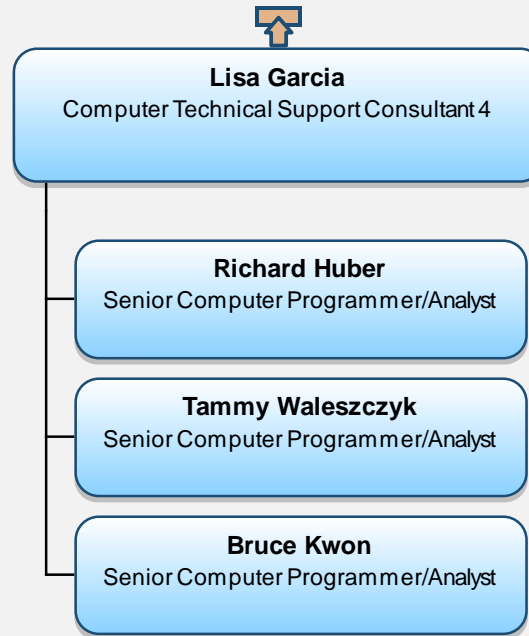 Lisa Garcia
Computer Technical Support Consultant 4
Richard Huber
Senior Computer Programmer/Analyst
Tammy Waleszczyk
Senior Computer Programmer/Analyst
Bruce Kwon
Senior Computer Programmer/Analyst